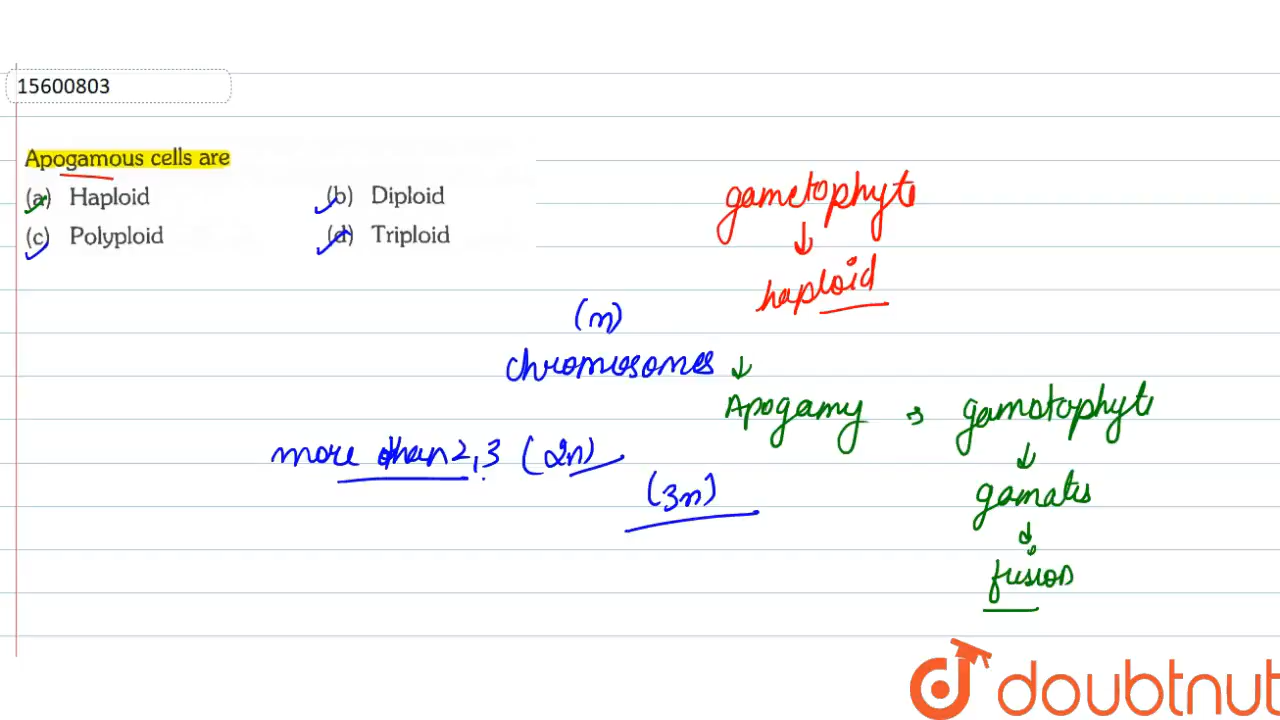 15600803
Apogamous cells are
(a) Haploid
(b) Diploid
(c) Polyploid
(d) Triploid
gametophyte
↓
haploid
(n)
chromosomes ↓
Apogamy → gametophyte
more than 2,3 (2n)
↓
(3n)
gamates
↓
fusion
doubtnut